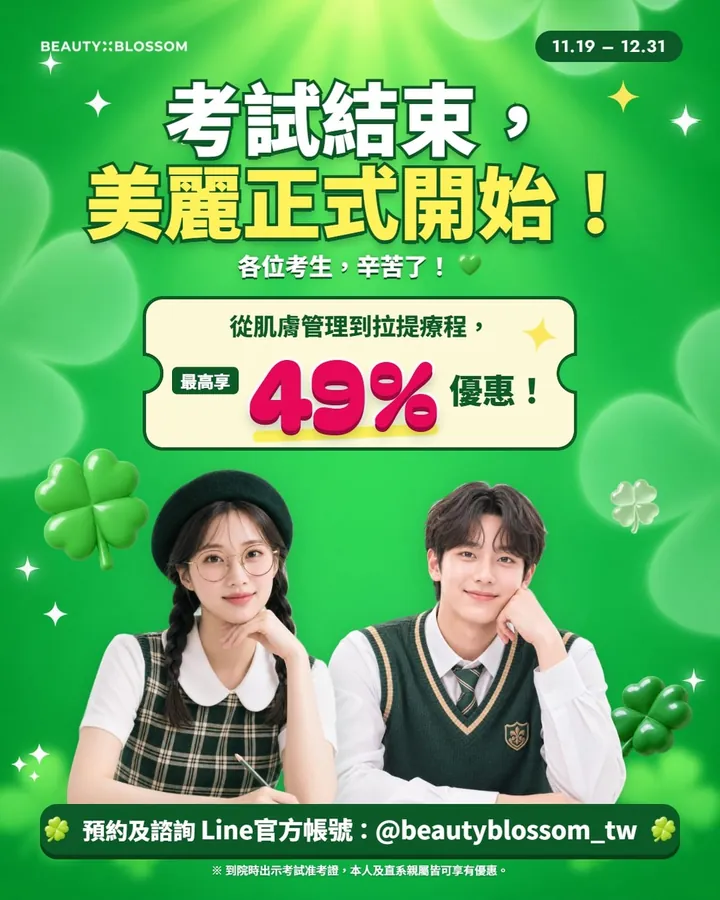 BEAUTY::BLOSSOM
11.19 – 12.31
考試結束，
美麗正式開始！
各位考生，辛苦了！
從肌膚管理到拉提療程，
最高享 49% 優惠！
預約及諮詢 Line官方帳號：@beautyblossom_tw
※ 到院時出示考試准考證，本人及直系親屬皆可享有優惠。